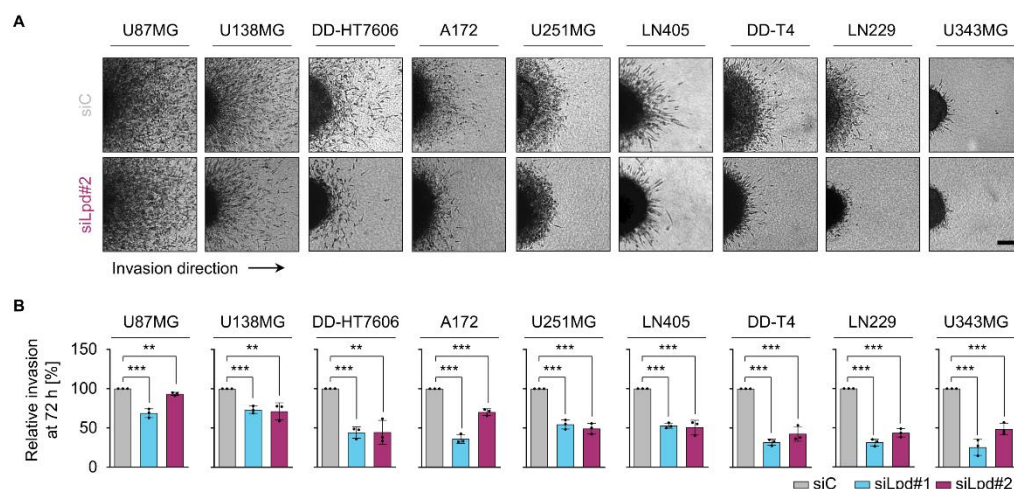 A
U87MG U138MG DD-HT7606 A172 U251MG LN405 DD-T4 LN229 U343MG
siC
siLpd#2
Invasion direction
B
U87MG U138MG DD-HT7606 A172 U251MG LN405 DD-T4 LN229 U343MG
Relative invasion
at 72 h [%]
150
100
50
0
** ** ** *** *** *** *** *** ***
*** *** *** *** *** *** *** *** ***
siC siLpd#1 siLpd#2